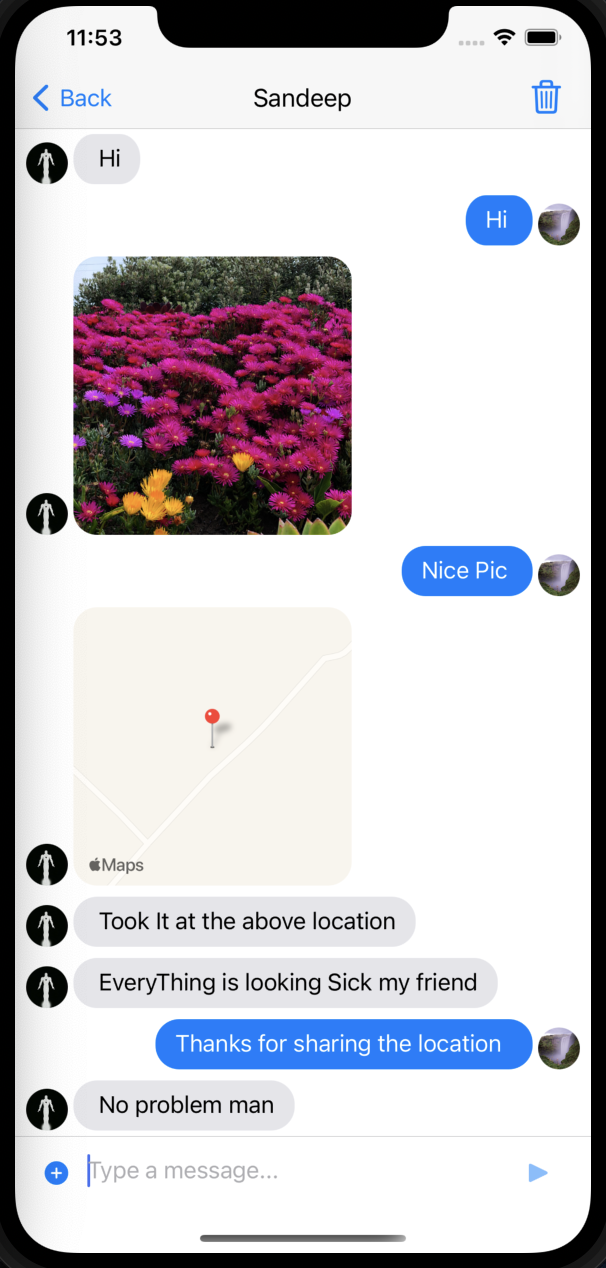 11:53
Back
Sandeep
Hi
Hi
Nice Pic
Maps
Took It at the above location
EveryThing is looking Sick my friend
Thanks for sharing the location
No problem man
Type a message...